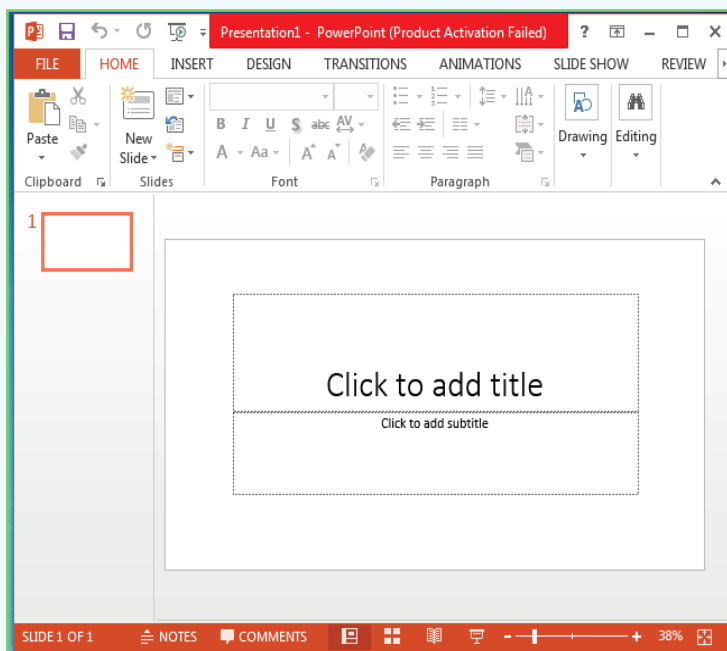 Presentation1 - PowerPoint (Product Activation Failed) ?
FILE HOME INSERT DESIGN TRANSITIONS ANIMATIONS SLIDE SHOW REVIEW
Paste
New
Slide
Drawing Editing
B I U S abc AV
A Aa A A
Clipboard Slides Font Paragraph
1
Click to add title
Click to add subtitle
SLIDE 1 OF 1 NOTES COMMENTS - + 38%